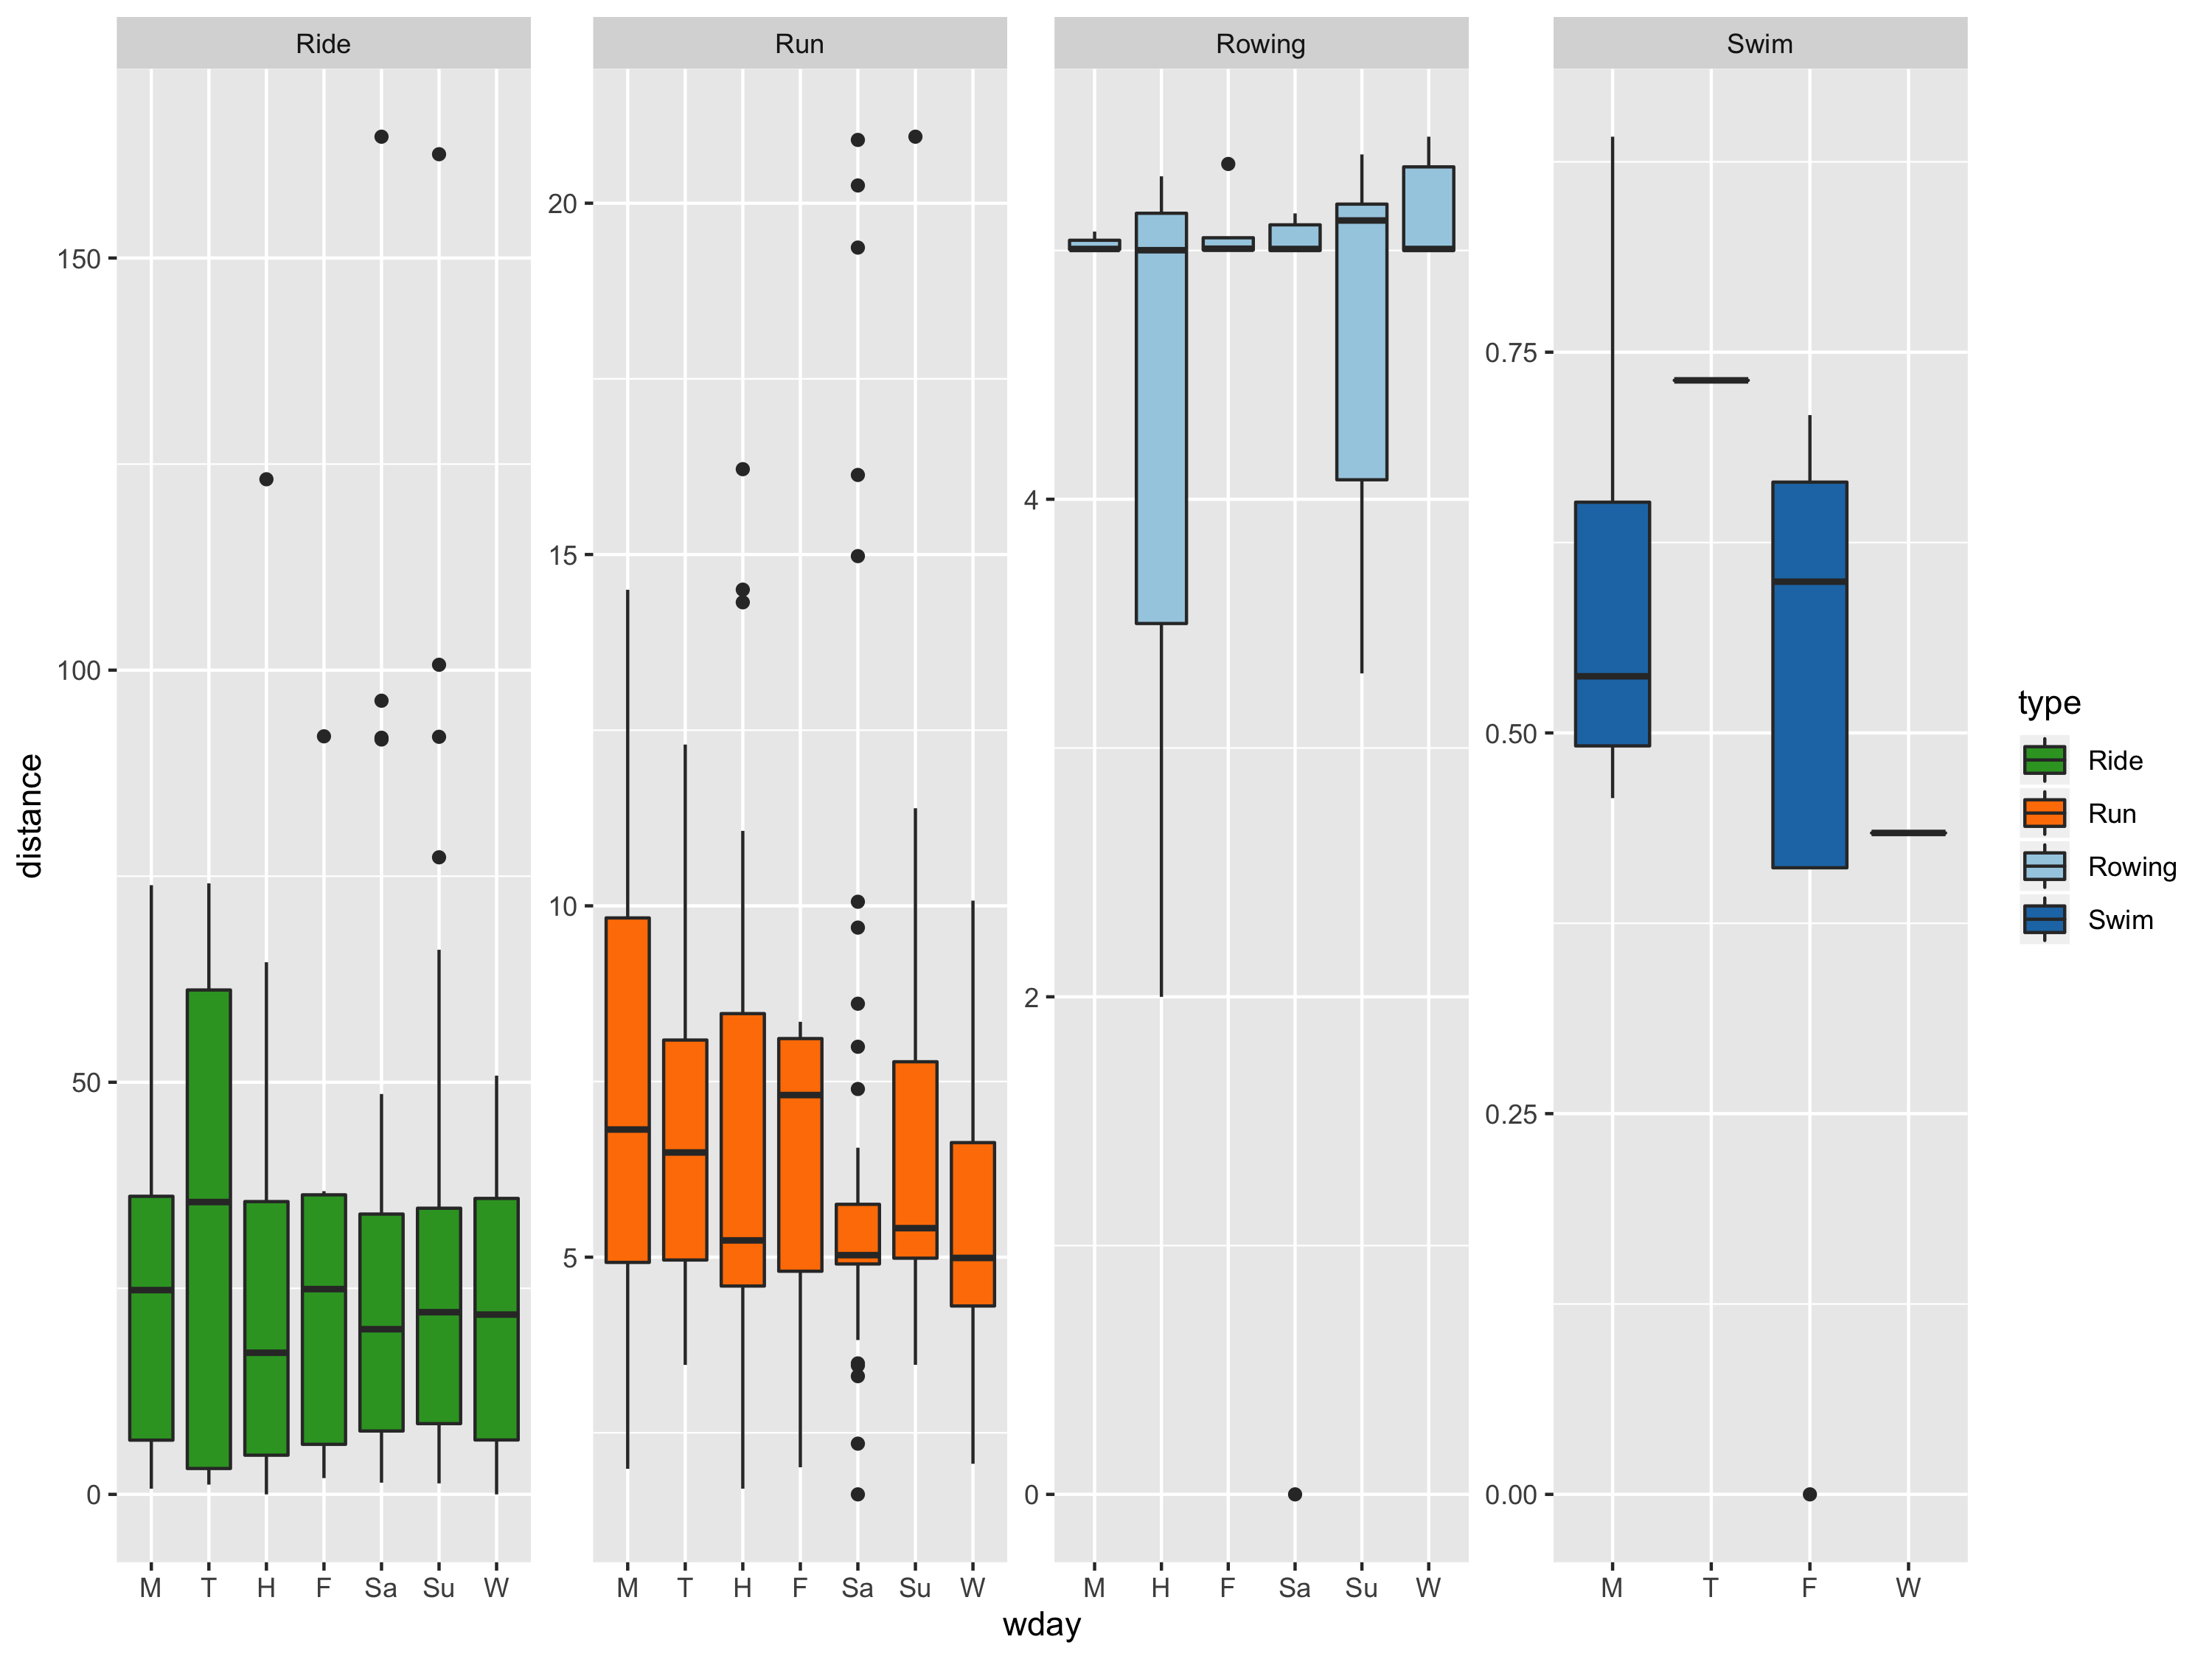 Ride
Run
Rowing
Swim
150
100
50
0
20
15
10
5
4
2
0
0.75
0.50
0.25
0.00
M T H F Sa Su W
M T H F Sa Su W
M H F Sa Su W
M T F W
wday
distance
type
Ride
Run
Rowing
Swim